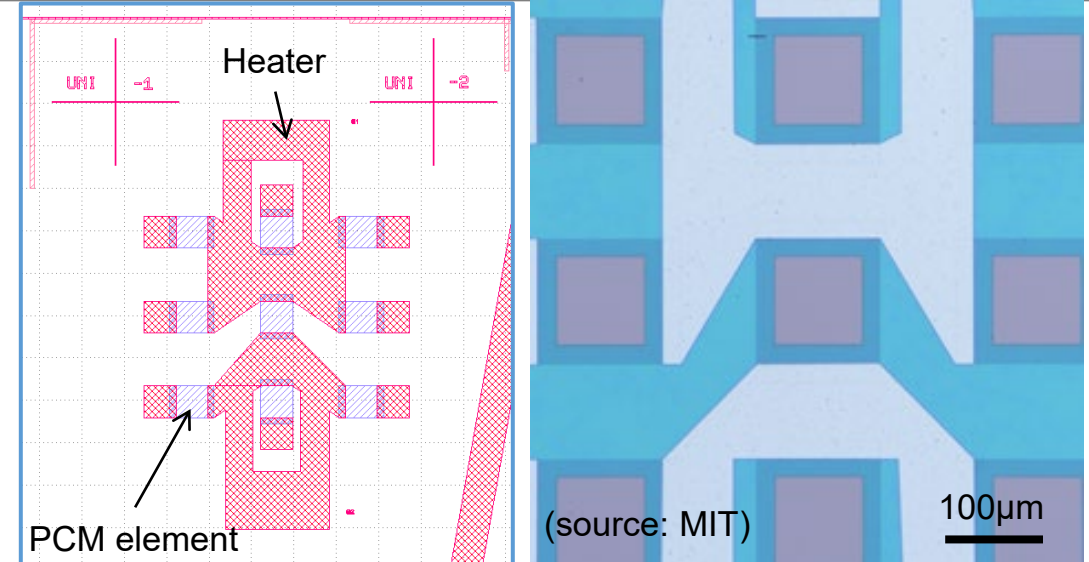 Heater
UNI -1
UNI -2
PCM element
(source: MIT)
100μm